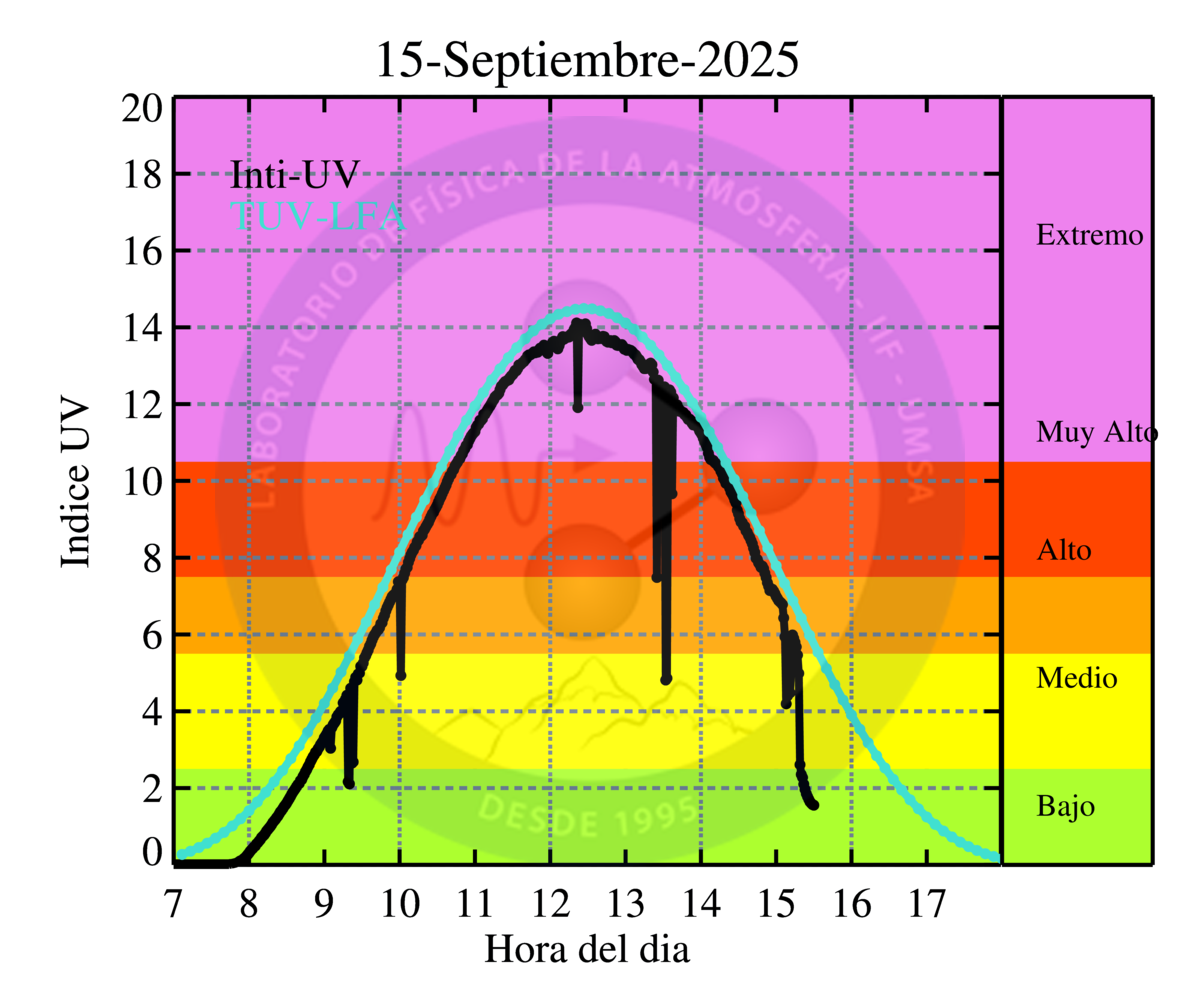 15-Septiembre-2025
20
18
16
14
12
10
8
6
4
2
0
Indice UV
Inti-UV
TUV-LFA
LABORATORIO DE FÍSICA DE LA ATMÓSFERA - IIF - UMSA
DESDE 1995
Extremo
Muy Alto
Alto
Medio
Bajo
7 8 9 10 11 12 13 14 15 16 17
Hora del dia